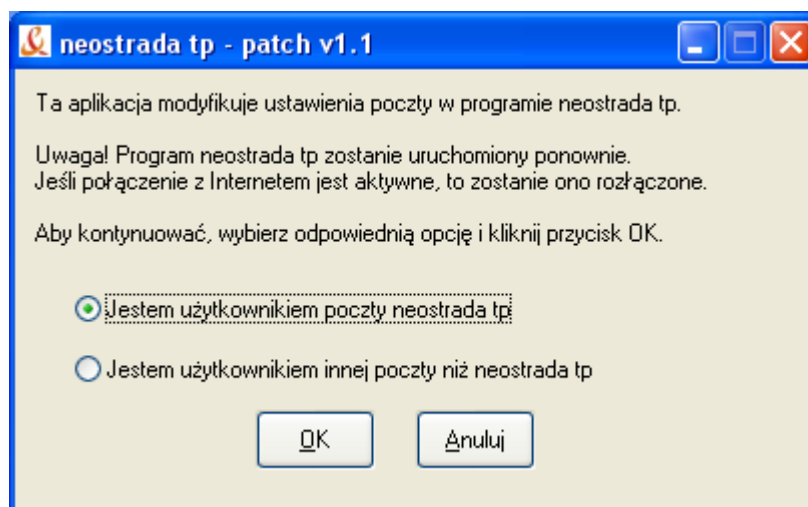 neostrada tp - patch v1.1
Ta aplikacja modyfikuje ustawienia poczty w programie neostrada tp.
Uwaga! Program neostrada tp zostanie uruchomiony ponownie.
Jeśli połączenie z Internetem jest aktywne, to zostanie ono rozłączone.
Aby kontynuować, wybierz odpowiednią opcję i kliknij przycisk OK.
Jestem użytkownikiem poczty neostrada tp
Jestem użytkownikiem innej poczty niż neostrada tp
OK
Anuluj